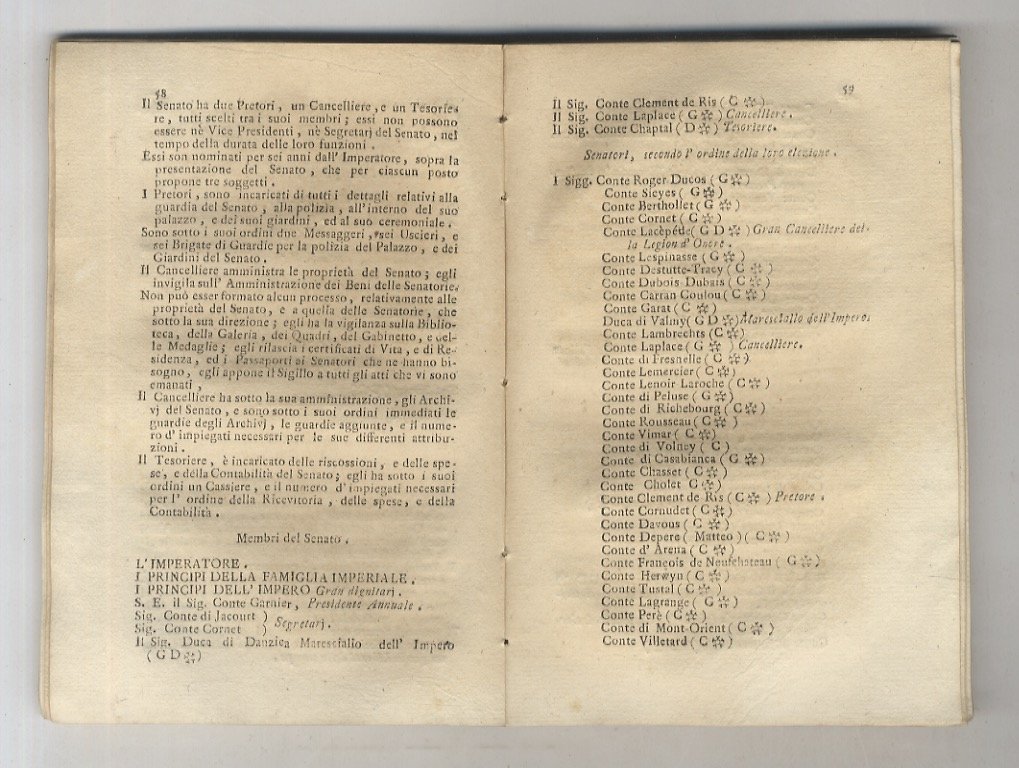 58
Il Senato ha due Pretori, un Cancelliere, e un Tesorie-
re, tutti scelti tra i suoi membri; essi non possono
essere nè Vice Presidenti, nè Segretarj del Senato, nel
tempo della durata delle loro funzioni.
Essi son nominati per sei anni dall' Imperatore, sopra la
presentazione del Senato, che per ciascun posto
propone tre soggetti.
I Pretori, sono incaricati di tutti i dettagli relativi alla
guardia del Senato, alla polizia, all'interno del suo
palazzo, e dei suoi giardini, ed al suo ceremoniale.
Sono sotto i suoi ordini due Messaggeri, sei Uscieri, e
sei Brigate di Guardie per la polizia del Palazzo, e dei
Giardini del Senato.
Il Cancelliere amministra le proprietà del Senato; egli
invigila sull' Amministrazione dei Beni delle Senatorie.
Non può esser formato alcun processo, relativamente alle
proprietà del Senato, e a quella delle Senatorie, che
sotto la sua direzione; egli ha la vigilanza sulla Biblio-
teca, della Galeria, dei Quadri, del Gabinetto, e del-
le Medaglie; egli rilascia i certificati di Vita, e di Re-
sidenza, ed i Passaporti ai Senatori che ne hanno bi-
sogno, egli appone il Sigillo a tutti gli atti che vi sono
emanati,
Il Cancelliere ha sotto la sua amministrazione, gli Archi-
vj del Senato, e sono sotto i suoi ordini immediati le
guardie degli Archivj, le guardie aggiunte, e il nume-
ro d' impiegati necessari per le sue differenti attribu-
zioni.
Il Tesoriere, è incaricato delle riscossioni, e delle spe-
se, e della Contabilità del Senato; egli ha sotto i suoi
ordini un Cassiere, e il numero d' impiegati necessari
per l' ordine della Ricevitoria, delle spese, e della
Contabilità.
Membri del Senato.
L'IMPERATORE.
I PRINCIPI DELLA FAMIGLIA IMPERIALE.
I PRINCIPI DELL' IMPERO Gran dignitarj.
S. E. il Sig. Conte Garnier, Presidente Annuale.
Sig. Conte di Jacourt )
Sig. Conte Cornet ) Segretarj.
Il Sig. Duca di Danzica Maresciallo dell' Impero
(G D ✲)
59
Il Sig. Conte Clement de Ris (C ✲)
Il Sig. Conte Laplace (G ✲) Cancelliere.
Il Sig. Conte Chaptal (D ✲) Tesoriere.
Senatori, secondo l' ordine della loro elezione.
I Sigg. Conte Roger Ducos (G ✲)
Conte Sieyes (G ✲)
Conte Berthollet (G ✲)
Conte Cornet (G ✲)
Conte Lacèpéde (G D ✲) Gran Cancelliere del-
la Legion d' Onore.
Conte Lespinasse (G ✲)
Conte Destutte-Tracy (C ✲)
Conte Dubois Dubais (C ✲)
Conte Carran Coulou (C ✲)
Conte Garat (C ✲)
Duca di Valmy (G D ✲) Maresciallo dell'Impero.
Conte Lambrechts (C ✲)
Conte Laplace (G ✲) Cancelliere.
Conte di Fresnelle (C ✲)
Conte Lemercier (C ✲)
Conte Lenoir Laroche (C ✲)
Conte di Peluse (G ✲)
Conte di Richebourg (C ✲)
Conte Rousseau (C ✲)
Conte Vimar (C ✲)
Conte di Volney (C)
Conte di Casabianca (G ✲)
Conte Chasset (C ✲)
Conte Cholet (G ✲)
Conte Clement de Ris (C ✲) Pretore.
Conte Cornudet (C ✲)
Conte Davous (C ✲)
Conte Depere (Matteo) (C ✲)
Conte d' Arena (C ✲)
Conte François de Neufchateau (G ✲)
Conte Herwyn (C ✲)
Conte Tustal (C ✲)
Conte Lagrange (G ✲)
Conte Perè (C ✲)
Conte di Mont-Orient (C ✲)
Conte Villetard (C ✲)